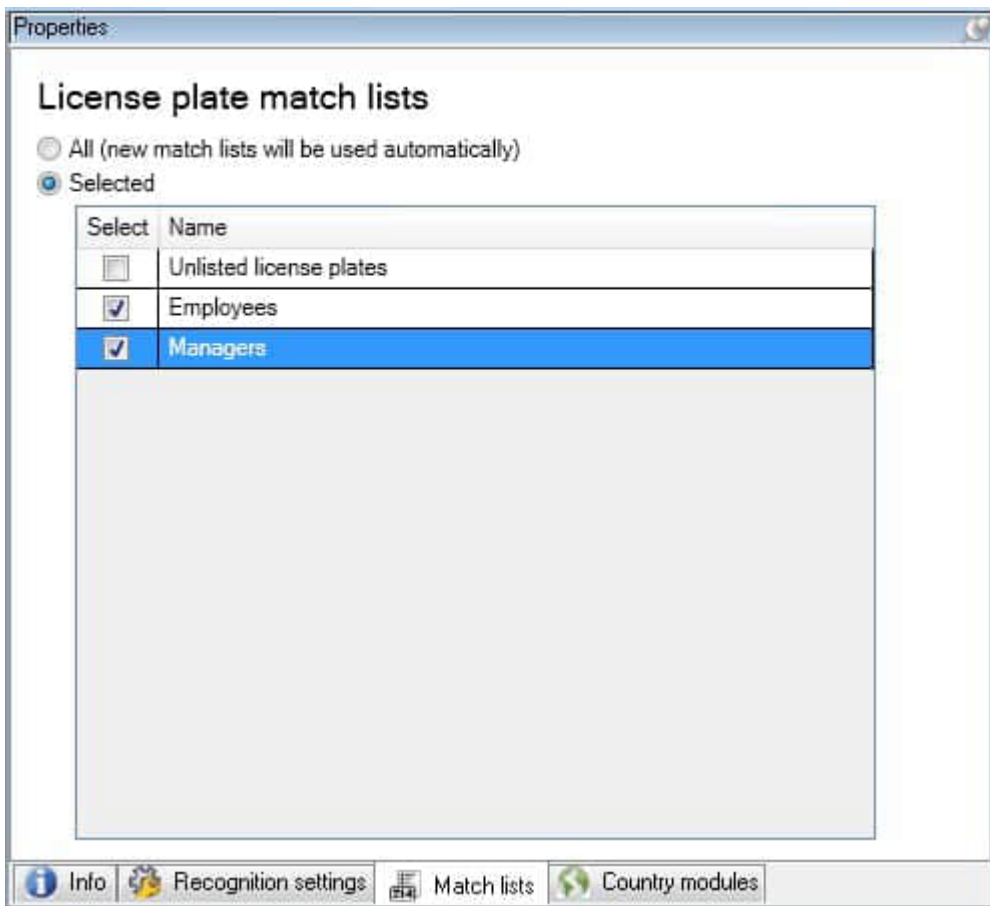 Properties
License plate match lists
All (new match lists will be used automatically)
Selected
Select Name
Unlisted license plates
Employees
Managers
Info Recognition settings Match lists Country modules